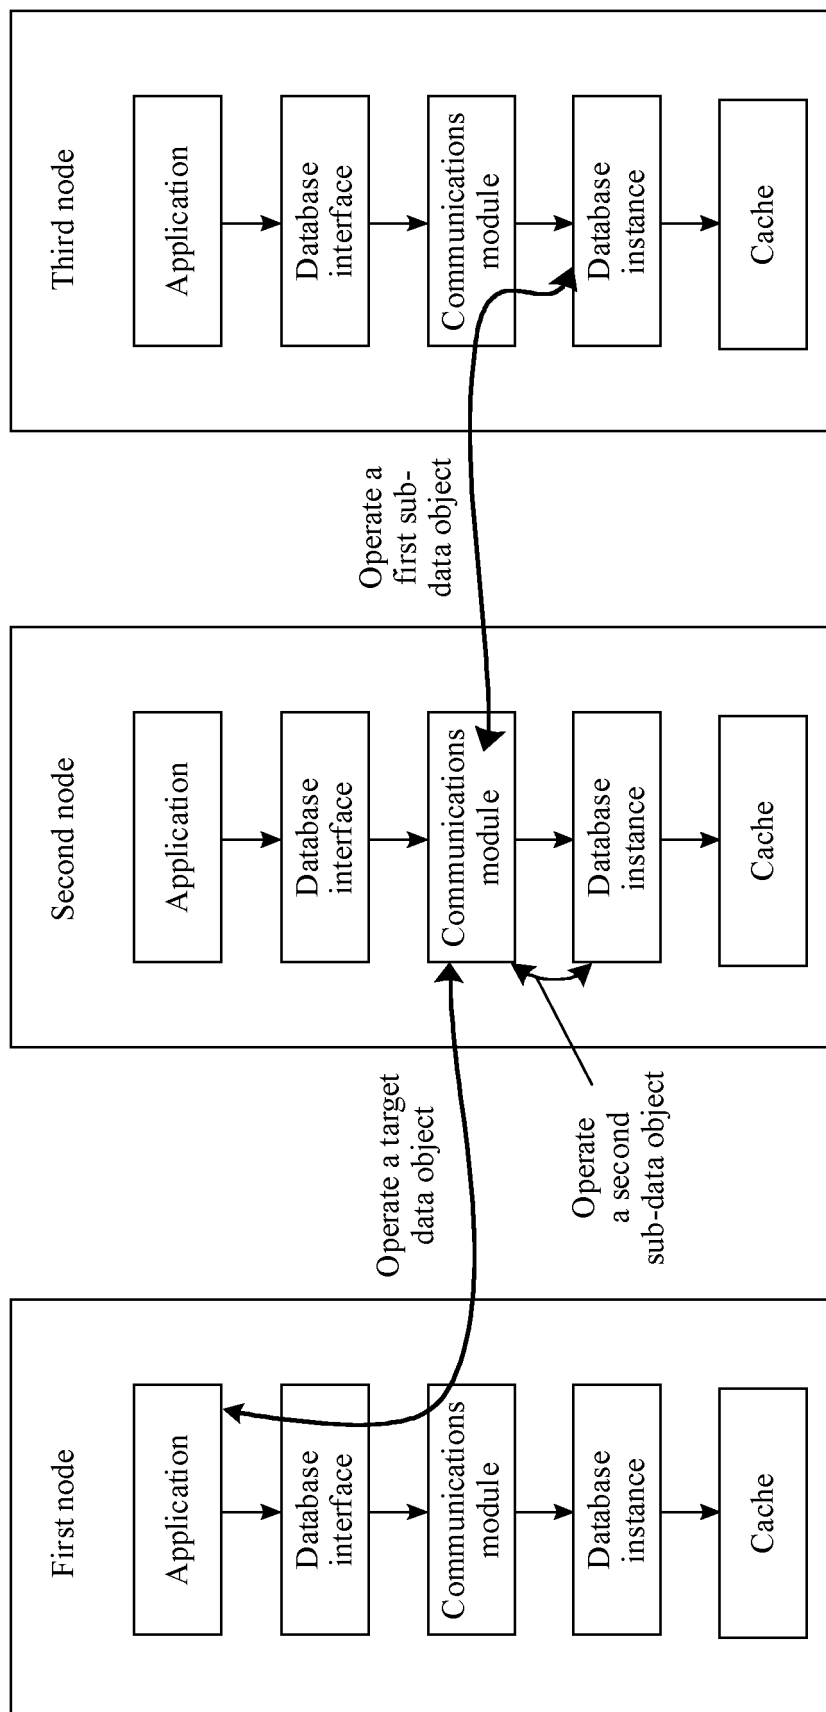 First node
Application
Database
interface
Communications
module
Database
instance
Cache
Operate a target
data object
Operate
a second
sub-data object
Second node
Application
Database
interface
Communications
module
Database
instance
Cache
Operate a
first sub-
data object
Third node
Application
Database
interface
Communications
module
Database
instance
Cache